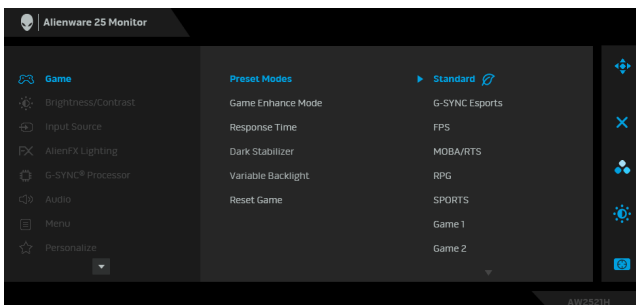 Alienware 25 Monitor
Game
Preset Modes
Standard
Brightness/Contrast
Game Enhance Mode
G-SYNC Esports
Input Source
Response Time
FPS
FX
AlienFX Lighting
Dark Stabilizer
MOBA/RTS
G-SYNC® Processor
Variable Backlight
RPG
Audio
Reset Game
SPORTS
Menu
Game 1
Personalize
Game 2
AW2521H